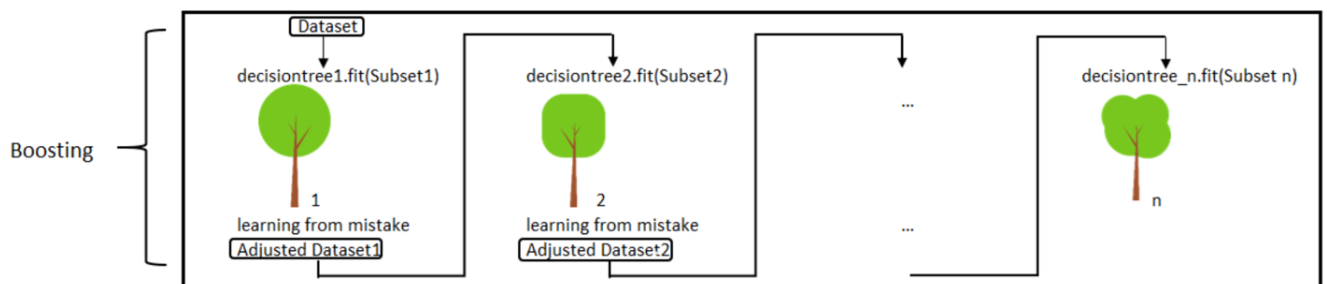 Boosting
Dataset
decisiontree1.fit(Subset1)
1
learning from mistake
Adjusted Dataset1
decisiontree2.fit(Subset2)
2
learning from mistake
Adjusted Dataset2
...
...
decisiontree_n.fit(Subset n)
n